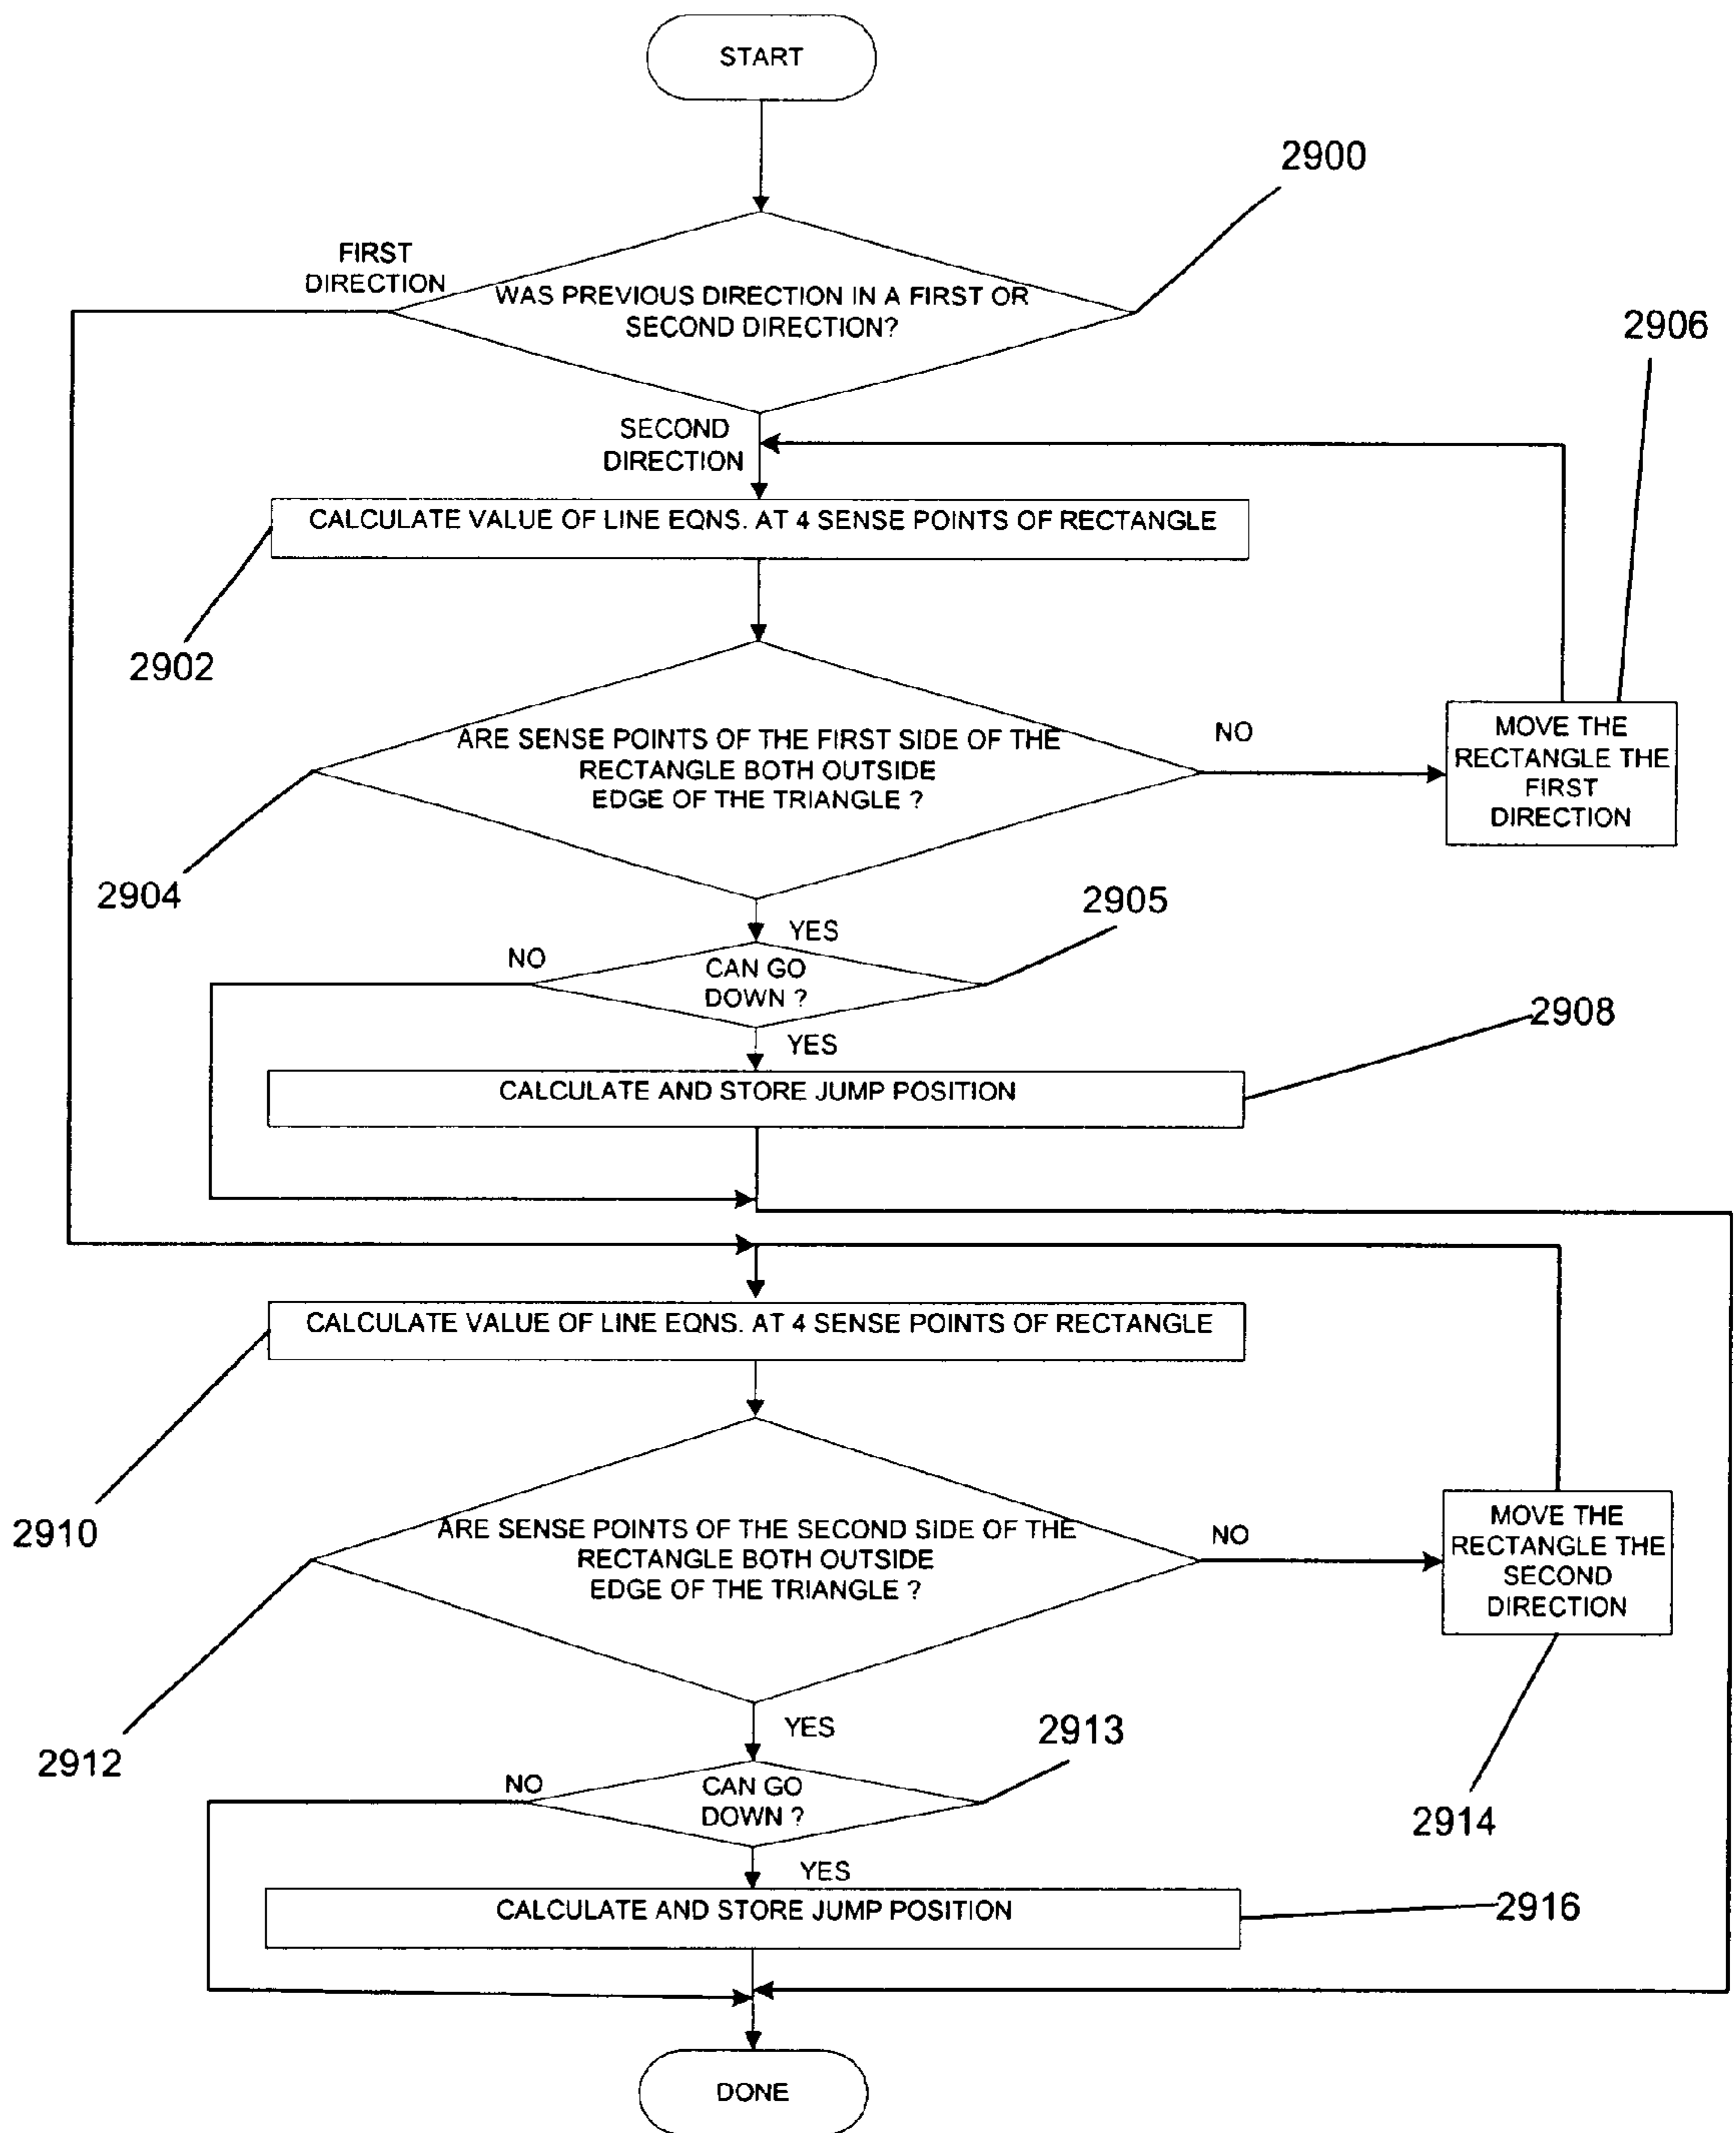 START
2900
FIRST
DIRECTION
WAS PREVIOUS DIRECTION IN A FIRST OR
SECOND DIRECTION?
2906
SECOND
DIRECTION
CALCULATE VALUE OF LINE EQNS. AT 4 SENSE POINTS OF RECTANGLE
2902
ARE SENSE POINTS OF THE FIRST SIDE OF THE
RECTANGLE BOTH OUTSIDE
EDGE OF THE TRIANGLE ?
NO
MOVE THE
RECTANGLE THE
FIRST
DIRECTION
2904
2905
YES
NO
CAN GO
DOWN ?
2908
YES
CALCULATE AND STORE JUMP POSITION
CALCULATE VALUE OF LINE EQNS. AT 4 SENSE POINTS OF RECTANGLE
2910
ARE SENSE POINTS OF THE SECOND SIDE OF THE
RECTANGLE BOTH OUTSIDE
EDGE OF THE TRIANGLE ?
NO
MOVE THE
RECTANGLE THE
SECOND
DIRECTION
2912
YES
2913
NO
CAN GO
DOWN ?
2914
YES
CALCULATE AND STORE JUMP POSITION
2916
DONE